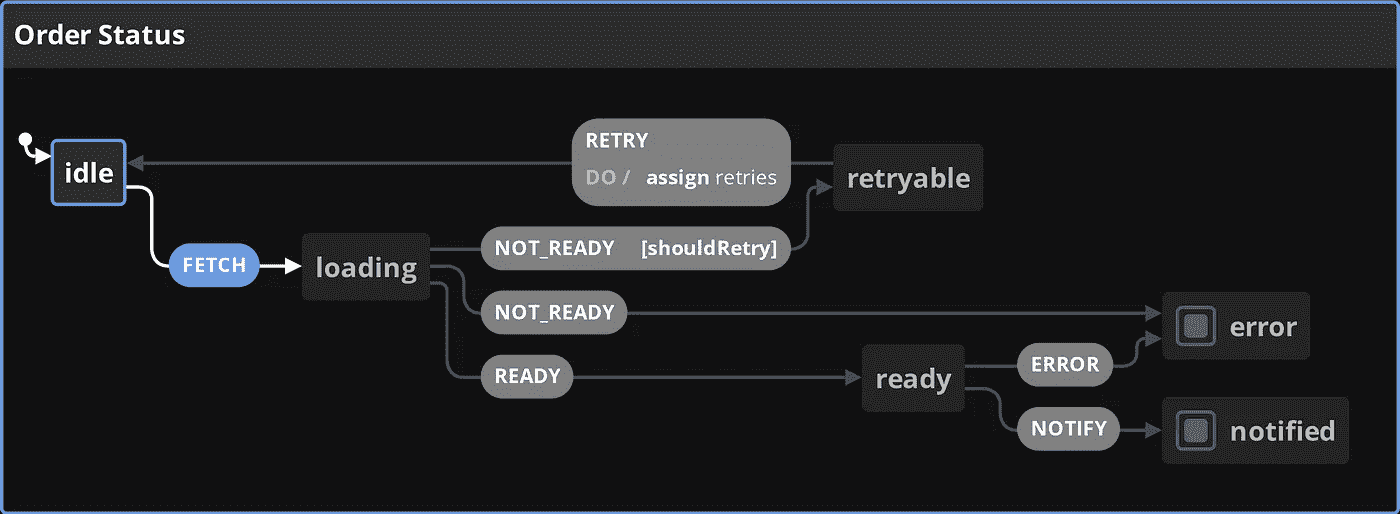 Order Status
idle
RETRY
DO / assign retries
retryable
FETCH
loading
NOT_READY [shouldRetry]
NOT_READY
error
READY
ready
ERROR
NOTIFY
notified